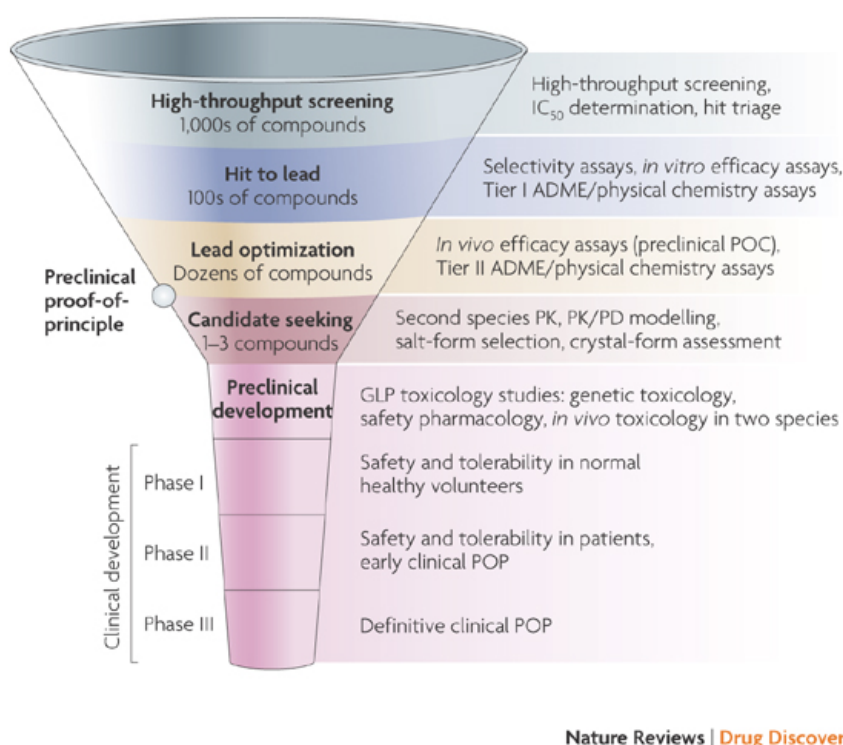 High-throughput screening
1,000s of compounds
High-throughput screening,
IC₅₀ determination, hit triage
Hit to lead
100s of compounds
Selectivity assays, in vitro efficacy assays,
Tier I ADME/physical chemistry assays
Lead optimization
Dozens of compounds
In vivo efficacy assays (preclinical POC),
Tier II ADME/physical chemistry assays
Preclinical
proof-of-
principle
Candidate seeking
1–3 compounds
Second species PK, PK/PD modelling,
salt-form selection, crystal-form assessment
Preclinical
development
GLP toxicology studies: genetic toxicology,
safety pharmacology, in vivo toxicology in two species
Clinical development
Phase I
Safety and tolerability in normal
healthy volunteers
Phase II
Safety and tolerability in patients,
early clinical POP
Phase III
Definitive clinical POP
Nature Reviews | Drug Discover